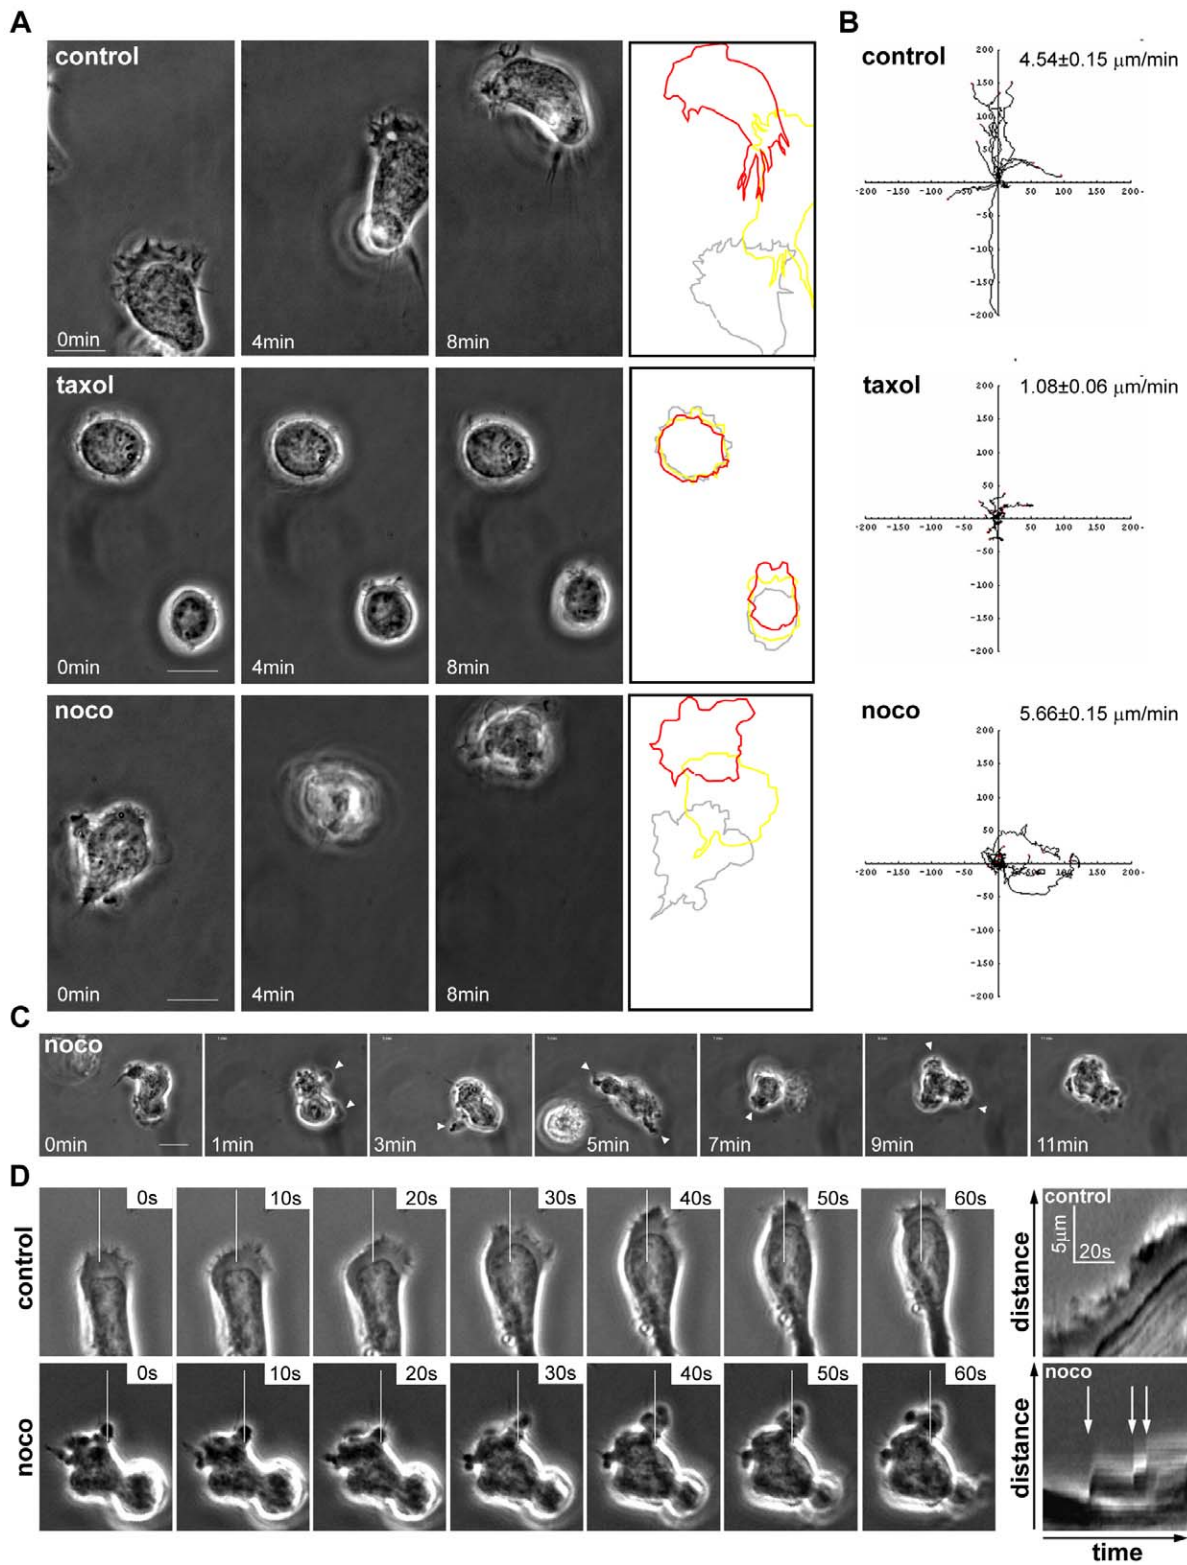 A
B
control
0min
4min
8min
taxol
0min
4min
8min
noco
0min
4min
8min
control
4.54±0.15 μm/min
200
150
100
50
-200 -150 -100 -50 50 100 150 200
-50
-100
-150
-200
taxol
1.08±0.06 μm/min
200
150
100
50
-200 -150 -100 -50 50 100 150 200
-50
-100
-150
-200
noco
5.66±0.15 μm/min
200
150
100
50
-200 -150 -100 -50 50 100 150 200
-50
-100
-150
-200
C
noco
0min
1min
3min
5min
7min
9min
11min
D
control
0s
10s
20s
30s
40s
50s
60s
distance
control
5μm
20s
noco
0s
10s
20s
30s
40s
50s
60s
distance
noco
time